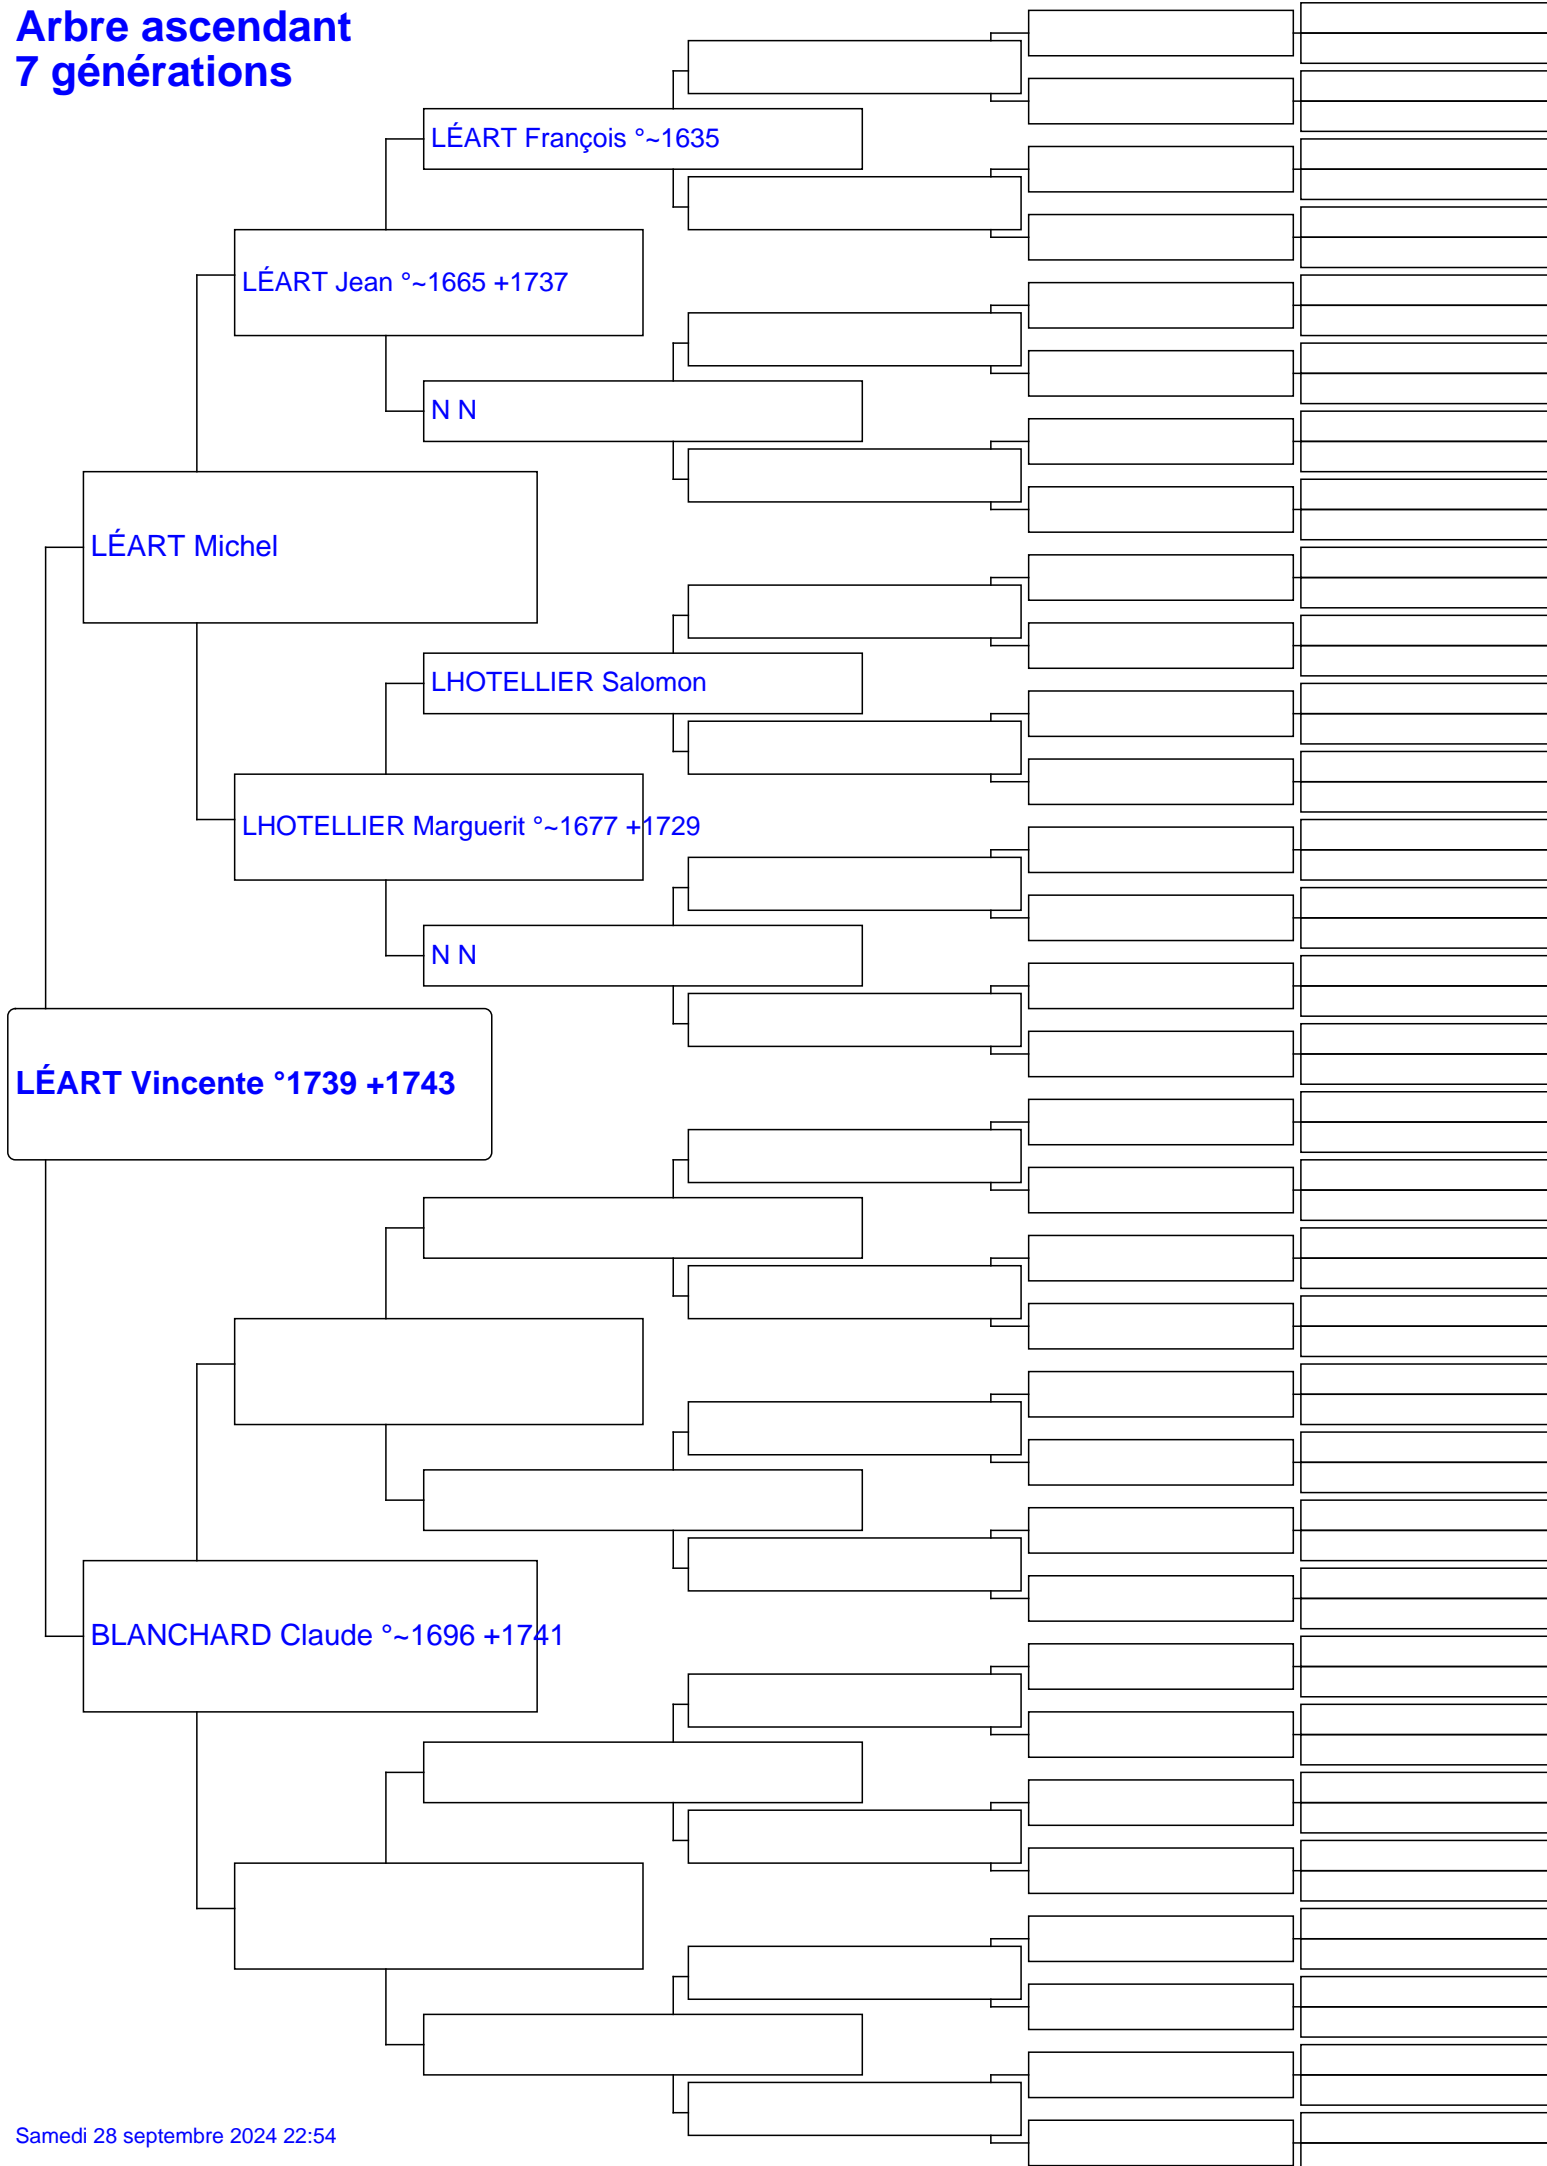 Arbre ascendant
7 générations
LÉART François °~1635
LÉART Jean °~1665 +1737
N N
LÉART Michel
LHOTELLIER Salomon
LHOTELLIER Marguerit °~1677 +1729
N N
LÉART Vincente °1739 +1743
BLANCHARD Claude °~1696 +1741
Samedi 28 septembre 2024 22:54